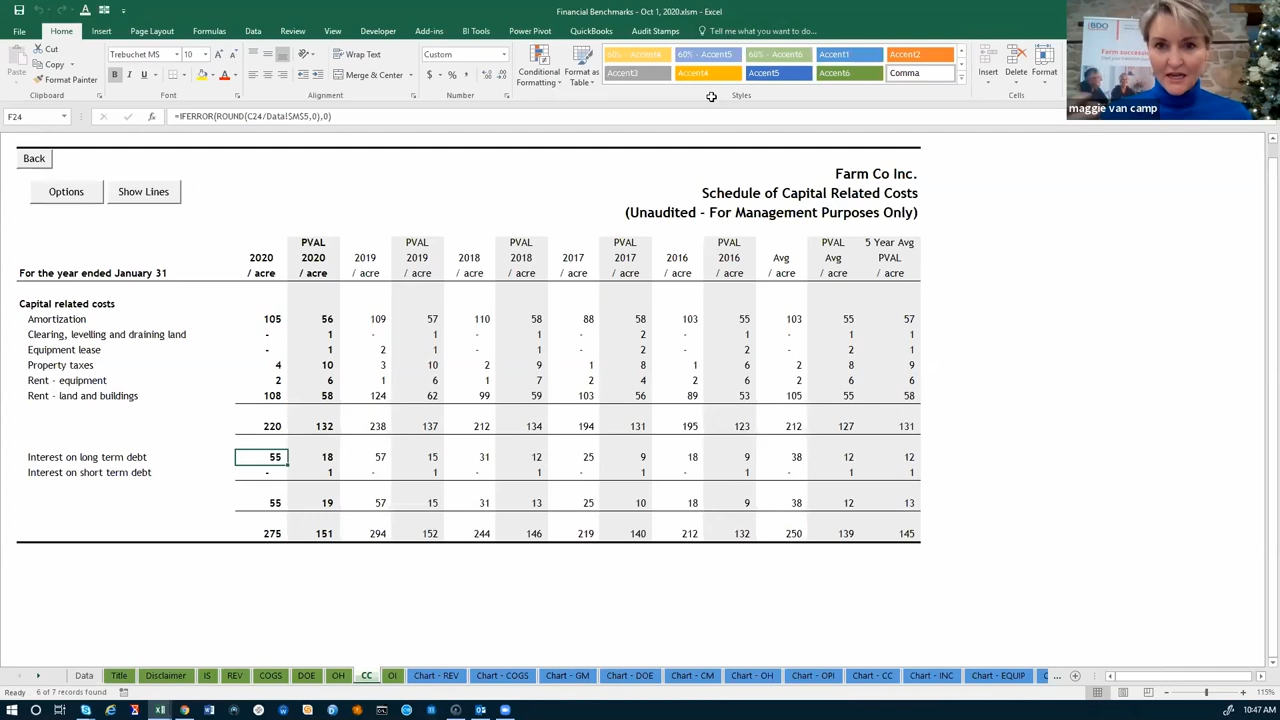 Financial Benchmarks - Oct 1, 2020.xlsm - Excel
File Home Insert Page Layout Formulas Data Review View Developer Add-ins BI Tools Power Pivot QuickBooks Audit Stamps Tell me what you want to do...
Cut
Paste
Format Painter
Clipboard
Trebuchet MS 10
Font
Wrap Text
Merge & Center
Alignment
Custom
Number
Conditional Formatting
Format as Table
60% - Accent4 60% - Accent5 60% - Accent6 Accent1 Accent2
Accent3 Accent4 Accent5 Accent6 Comma
Styles
Insert Delete Format
Cells
BDO
Farm success
maggie van camp
F24 =IFERROR(ROUND(C24/Data!$M$5,0),0)
Back
Options Show Lines
Farm Co Inc.
Schedule of Capital Related Costs
(Unaudited - For Management Purposes Only)
PVAL PVAL PVAL PVAL PVAL PVAL 5 Year Avg
2020 2020 2019 2019 2018 2018 2017 2017 2016 2016 Avg Avg PVAL
For the year ended January 31 / acre / acre / acre / acre / acre / acre / acre / acre / acre / acre / acre / acre / acre
Capital related costs
Amortization 105 56 109 57 110 58 88 58 103 55 103 55 57
Clearing, levelling and draining land - 1 - 1 - 1 - 2 - 1 - 1 1
Equipment lease - 1 2 1 - 1 - 2 - 2 2 1
Property taxes 4 10 3 10 2 9 1 8 1 6 2 8 9
Rent - equipment 2 6 1 6 1 7 2 4 2 6 2 6 6
Rent - land and buildings 108 58 124 62 99 59 103 56 89 53 105 55 58
220 132 238 137 212 134 194 131 195 123 212 127 131
Interest on long term debt 55 18 57 15 31 12 25 9 18 9 38 12 12
Interest on short term debt - 1 - 1 - 1 - 1 - 1 - 1 1
55 19 57 15 31 13 25 10 18 9 38 12 13
275 151 294 152 244 146 219 140 212 132 250 139 145
Data Title Disclaimer IS REV COGS DOE OH CC OI Chart - REV Chart - COGS Chart - GM Chart - DOE Chart - CM Chart - OH Chart - OPI Chart - CC Chart - INC Chart - EQUIP ...
Ready 6 of 7 records found 115%
10:47 AM